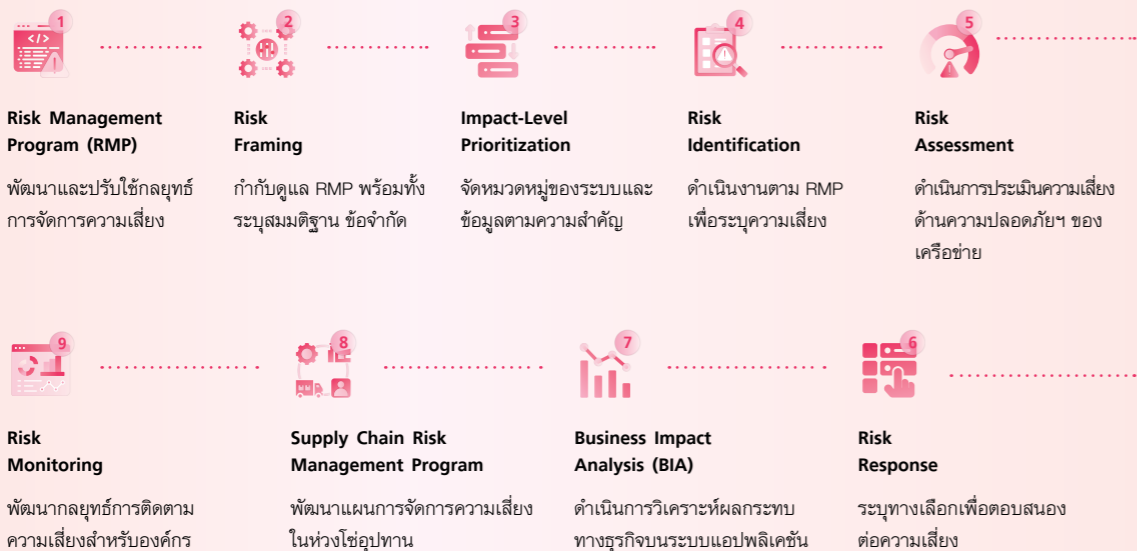 1
Risk Management
Program (RMP)
พัฒนาและปรับใช้กลยุทธ์
การจัดการความเสี่ยง
2
Risk
Framing
กำกับดูแล RMP พร้อมทั้ง
ระบุสมมติฐาน ข้อจำกัด
3
Impact-Level
Prioritization
จัดหมวดหมู่ของระบบและ
ข้อมูลตามความสำคัญ
4
Risk
Identification
ดำเนินงานตาม RMP
เพื่อระบุความเสี่ยง
5
Risk
Assessment
ดำเนินการประเมินความเสี่ยง
ด้านความปลอดภัยฯ ของ
เครือข่าย
6
Risk
Response
ระบุทางเลือกเพื่อตอบสนอง
ต่อความเสี่ยง
7
Business Impact
Analysis (BIA)
ดำเนินการวิเคราะห์ผลกระทบ
ทางธุรกิจบนระบบแอปพลิเคชัน
8
Supply Chain Risk
Management Program
พัฒนาแผนการจัดการความเสี่ยง
ในห่วงโซ่อุปทาน
9
Risk
Monitoring
พัฒนากลยุทธ์การติดตาม
ความเสี่ยงสำหรับองค์กร